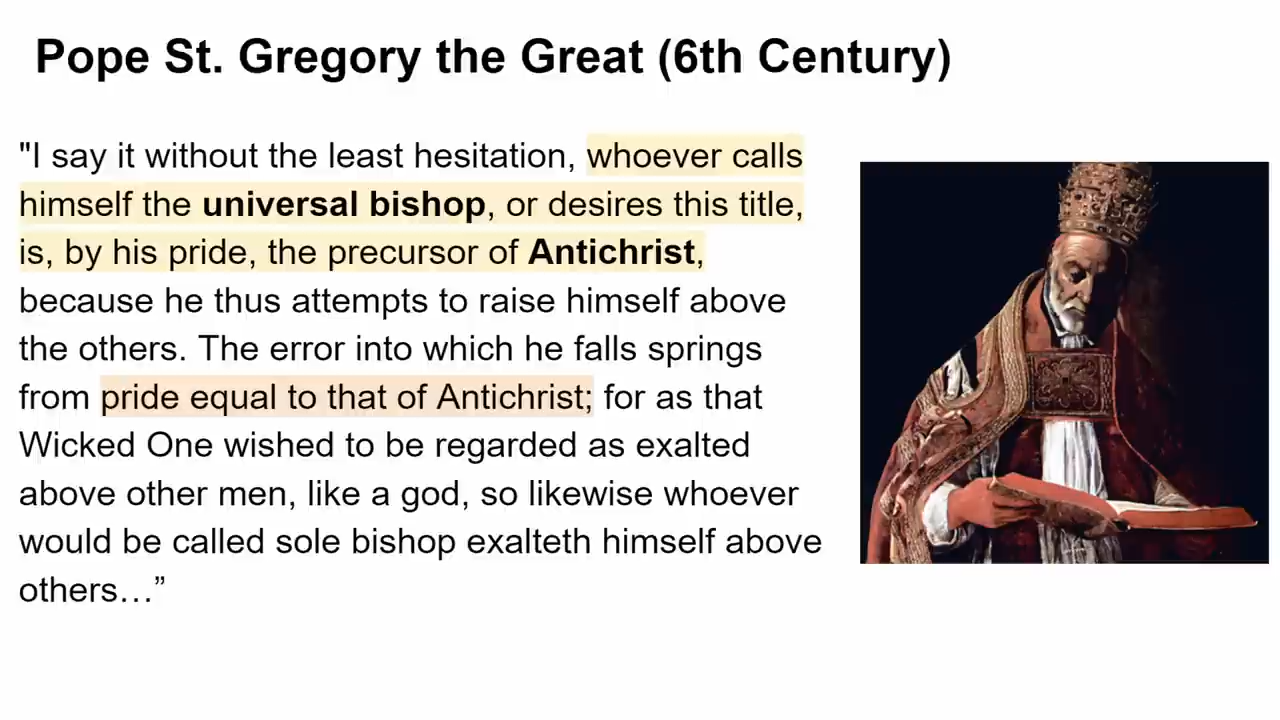 Pope St. Gregory the Great (6th Century)
"I say it without the least hesitation, whoever calls
himself the universal bishop, or desires this title,
is, by his pride, the precursor of Antichrist,
because he thus attempts to raise himself above
the others. The error into which he falls springs
from pride equal to that of Antichrist; for as that
Wicked One wished to be regarded as exalted
above other men, like a god, so likewise whoever
would be called sole bishop exalteth himself above
others…”